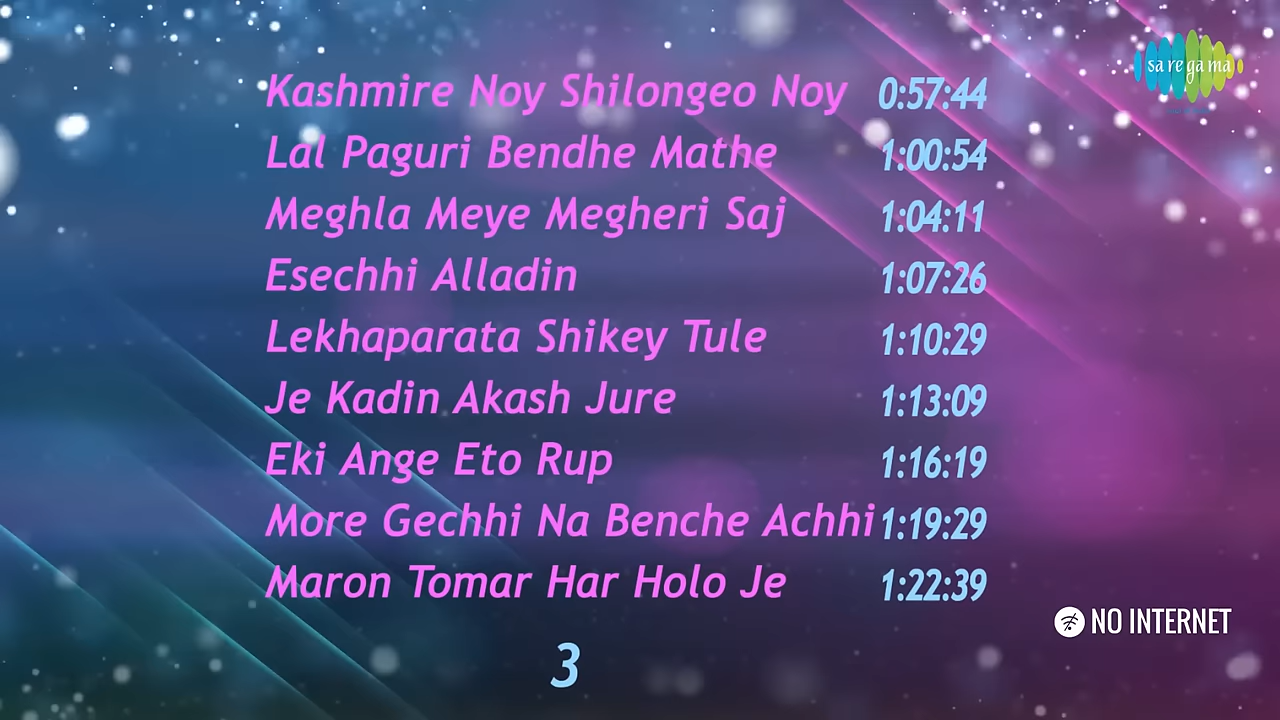 sa re ga ma
Kashmire Noy Shilongeo Noy 0:57:44
Lal Paguri Bendhe Mathe 1:00:54
Meghla Meye Megheri Saj 1:04:11
Esechhi Alladin 1:07:26
Lekhaparata Shikey Tule 1:10:29
Je Kadin Akash Jure 1:13:09
Eki Ange Eto Rup 1:16:19
More Gechhi Na Benche Achhi 1:19:29
Maron Tomar Har Holo Je 1:22:39
NO INTERNET
3